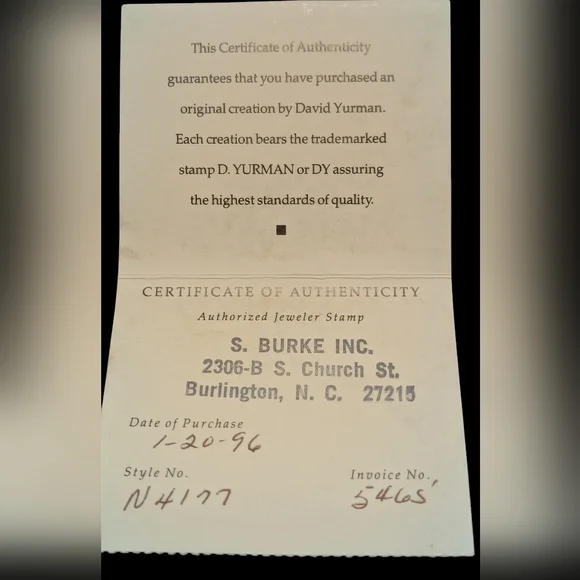 This Certificate of Authenticity
guarantees that you have purchased an
original creation by David Yurman.
Each creation bears the trademarked
stamp D. YURMAN or DY assuring
the highest standards of quality.
CERTIFICATE OF AUTHENTICITY
Authorized Jeweler Stamp
S. BURKE INC.
2306-B S. Church St.
Burlington, N. C. 27215
Date of Purchase
1-20-96
Style No. Invoice No.
N4177 5465